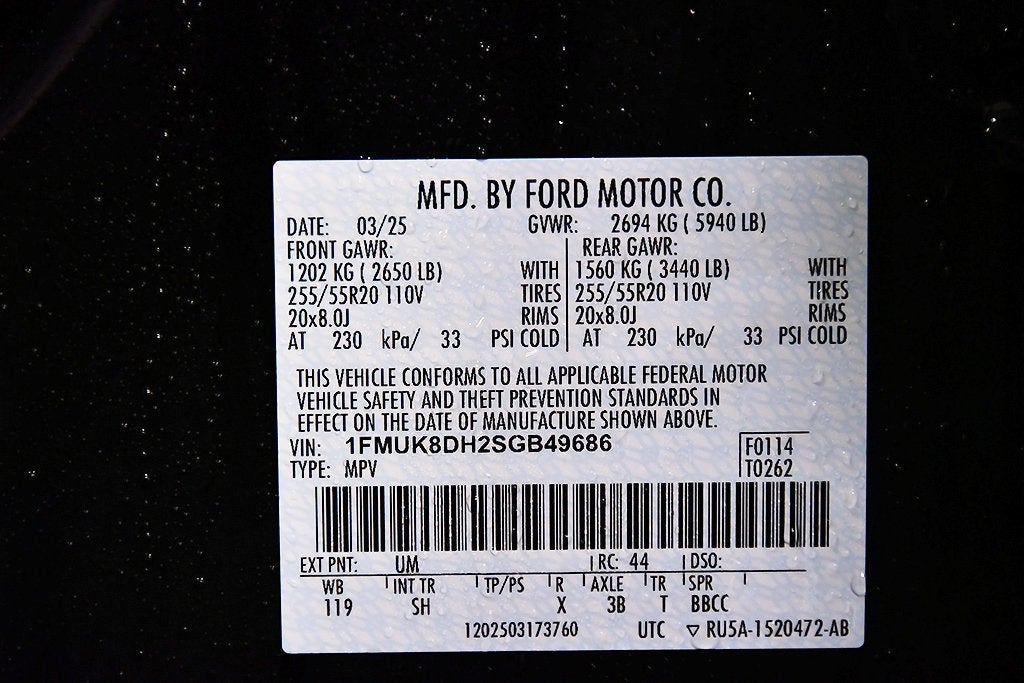 MFD. BY FORD MOTOR CO.
DATE: 03/25 GVWR: 2694 KG ( 5940 LB)
FRONT GAWR: REAR GAWR:
1202 KG ( 2650 LB) WITH 1560 KG ( 3440 LB) WITH
255/55R20 110V TIRES 255/55R20 110V TIRES
20x8.0J RIMS 20x8.0J RIMS
AT 230 kPa/ 33 PSI COLD AT 230 kPa/ 33 PSI COLD
THIS VEHICLE CONFORMS TO ALL APPLICABLE FEDERAL MOTOR
VEHICLE SAFETY AND THEFT PREVENTION STANDARDS IN
EFFECT ON THE DATE OF MANUFACTURE SHOWN ABOVE.
VIN: 1FMUK8DH2SGB49686 F0114
TYPE: MPV T0262
EXT PNT: UM RC: 44 DSO:
WB INT TR TP/PS R AXLE TR SPR
119 SH X 3B T BBCC
1202503173760 UTC ▽ RU5A-1520472-AB